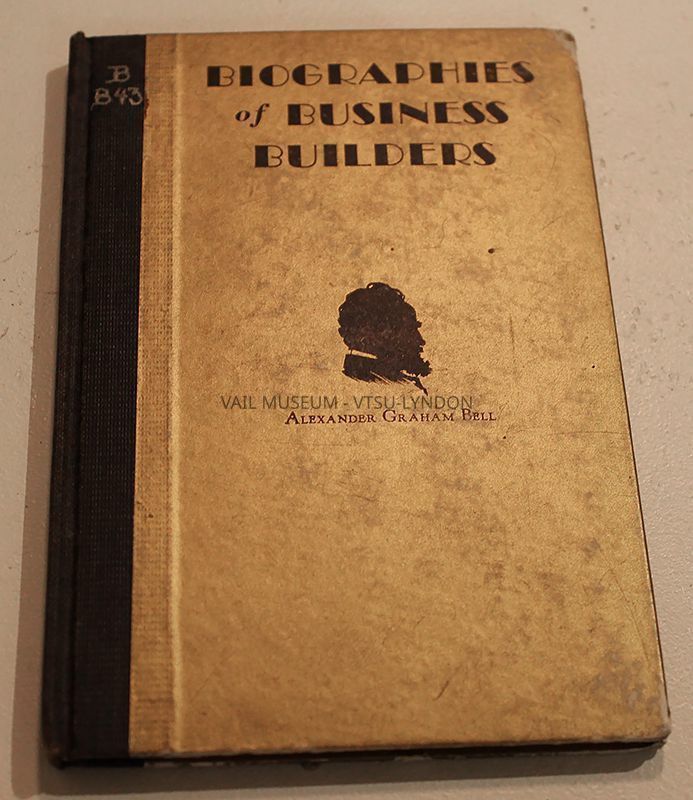 B
B43
BIOGRAPHIES
of BUSINESS
BUILDERS
VAIL MUSEUM - VTSU-LYNDON
ALEXANDER GRAHAM BELL